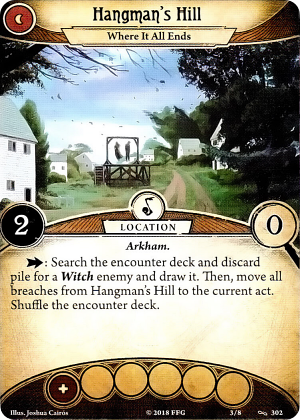 Hangman's Hill
Where It All Ends
2
LOCATION
0
Arkham.
: Search the encounter deck and discard
pile for a Witch enemy and draw it. Then, move all
breaches from Hangman's Hill to the current act.
Shuffle the encounter deck.
Illus. Joshua Cairós
© 2018 FFG
3/8
302